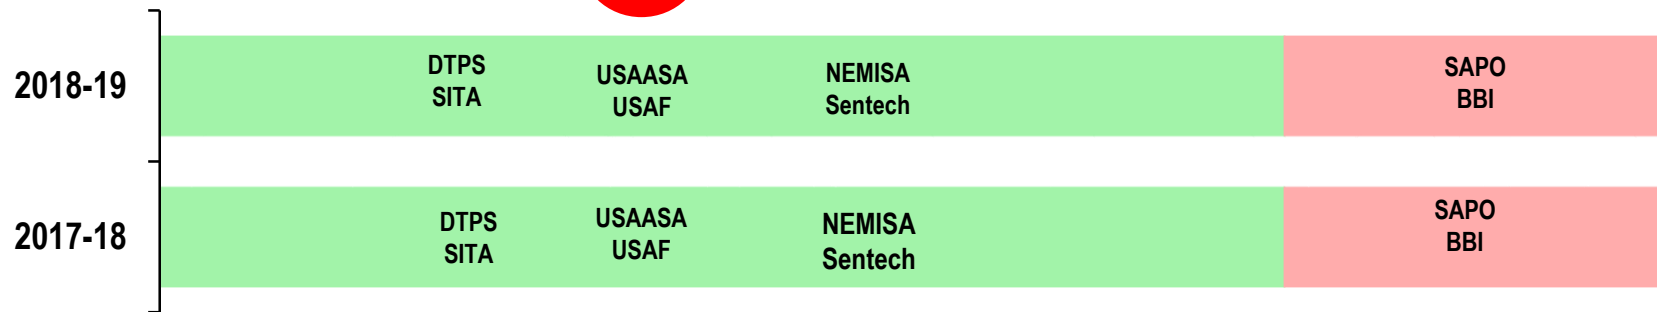 2018-19
DTPS
SITA
USAASA
USAF
NEMISA
Sentech
SAPO
BBI
2017-18
DTPS
SITA
USAASA
USAF
NEMISA
Sentech
SAPO
BBI